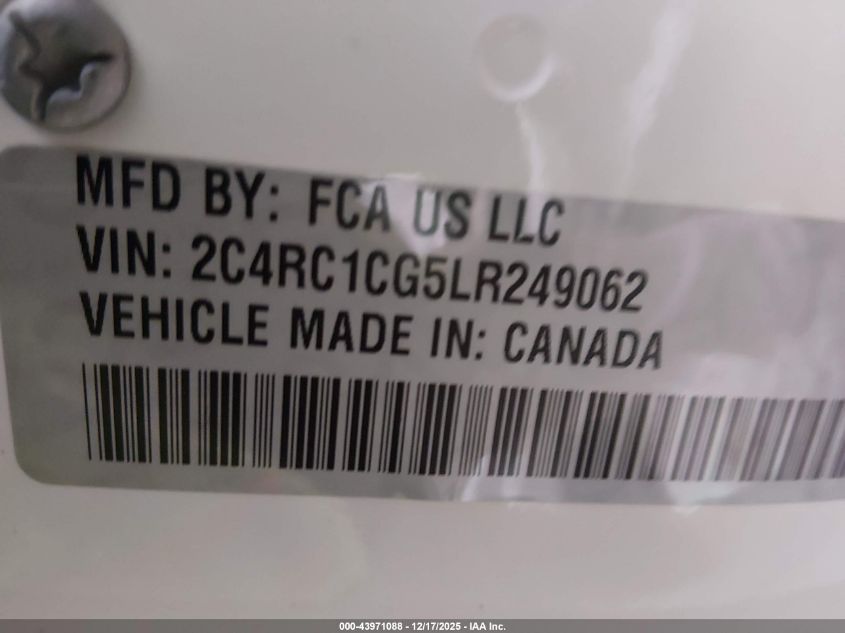 MFD BY: FCA US LLC
VIN: 2C4RC1CG5LR249062
VEHICLE MADE IN: CANADA
000-43971088 - 12/17/2025 - IAA Inc.